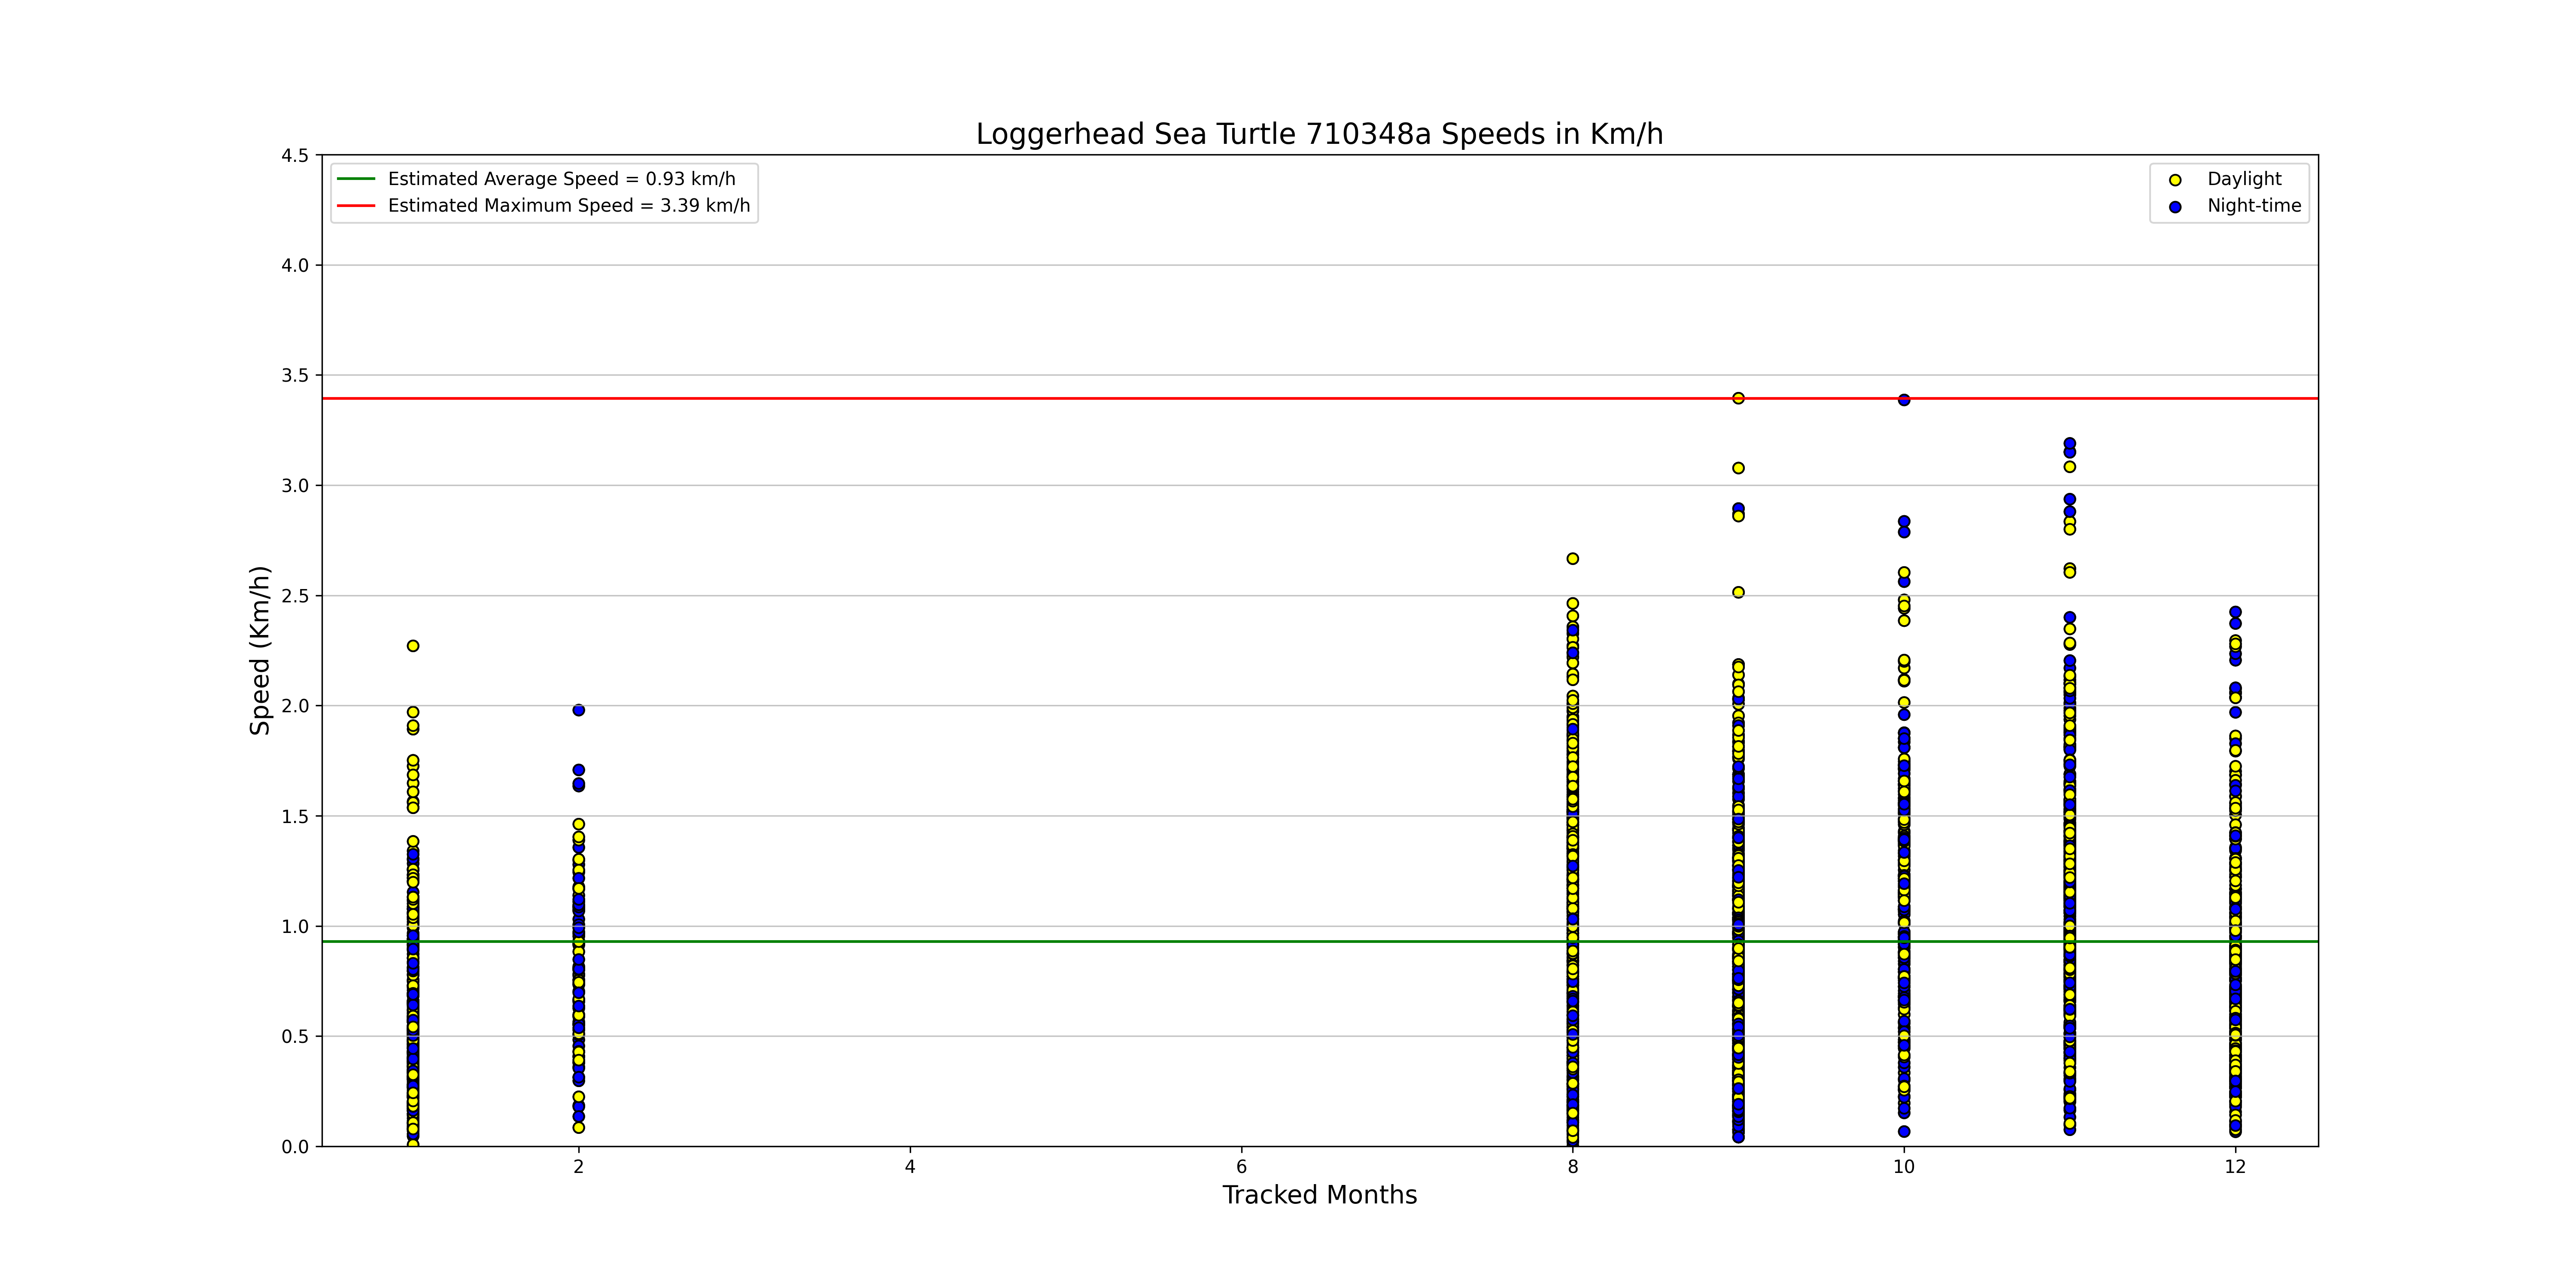 Loggerhead Sea Turtle 710348a Speeds in Km/h
Estimated Average Speed = 0.93 km/h
Estimated Maximum Speed = 3.39 km/h
Daylight
Night-time
Speed (Km/h)
4.5
4.0
3.5
3.0
2.5
2.0
1.5
1.0
0.5
0.0
2 4 6 8 10 12
Tracked Months